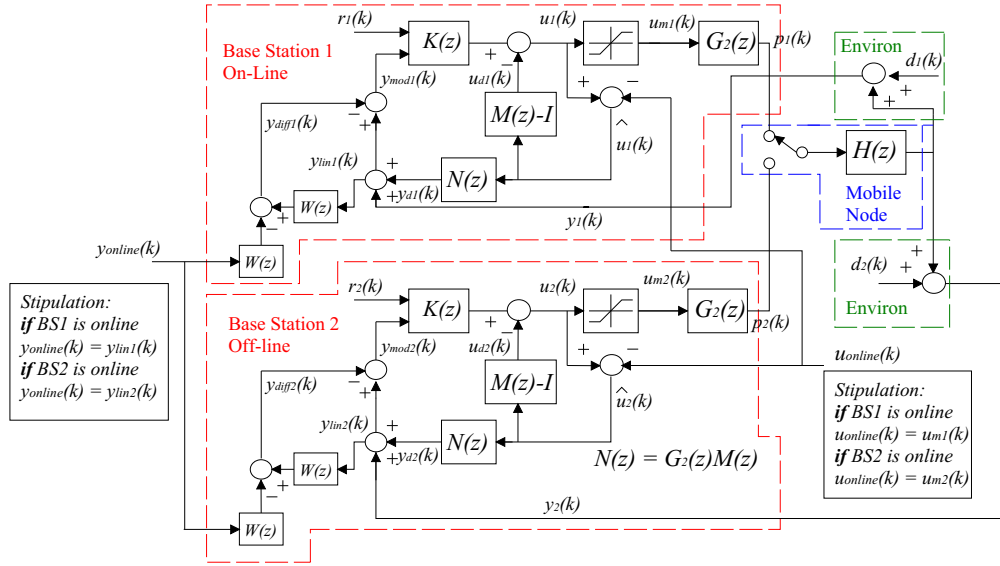 r1(k)
u1(k)
um1(k)
p1(k)
Base Station 1
On-Line
K(z)
+
−
G2(z)
Environ
d1(k)
+
+
ymod1(k)
ud1(k)
+
−
−
+
ydiff1(k)
M(z)-I
^
u1(k)
H(z)
Mobile
Node
ylin1(k)
+
+
N(z)
yd1(k)
W(z)
+
−
y1(k)
yonline(k)
W(z)
Stipulation:
if BS1 is online
yonline(k) = ylin1(k)
if BS2 is online
yonline(k) = ylin2(k)
r2(k)
u2(k)
um2(k)
p2(k)
Base Station 2
Off-line
K(z)
+
−
G2(z)
d2(k)
+
+
Environ
ymod2(k)
ud2(k)
+
−
−
+
ydiff2(k)
M(z)-I
^
u2(k)
uonline(k)
ylin2(k)
+
+
N(z)
yd2(k)
W(z)
+
−
N(z) = G2(z)M(z)
y2(k)
W(z)
Stipulation:
if BS1 is online
uonline(k) = um1(k)
if BS2 is online
uonline(k) = um2(k)